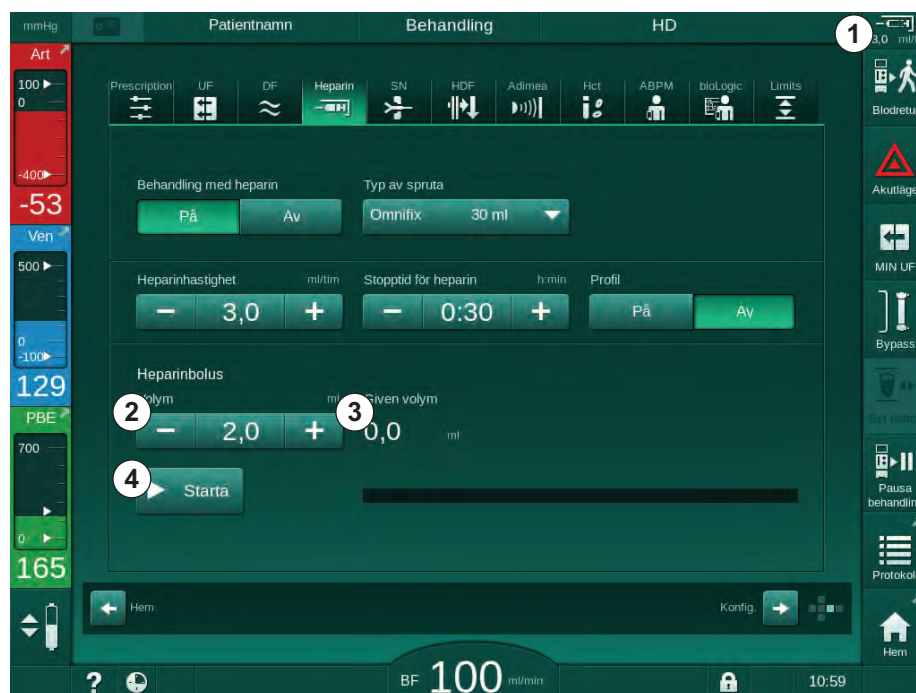 mmHg
Patientnamn
Behandling
HD
1
3,0 ml/
Art
100
0
-400
-53
Ven
500
0
-100
129
PBE
700
0
165
Prescription
UF
DF
Heparin
SN
HDF
Adimea
Hct
ABPM
bioLogic
Limits
Behandling med heparin
Typ av spruta
På
Av
Omnifix 30 ml
Heparinhastighet ml/tim
Stopptid för heparin h:min
Profil
− 3,0 +
− 0:30 +
På
Av
Heparinbolus
Volym ml
Given volym
2
− 2,0 +
3
0,0 ml
4
Starta
Hem
Konfig.
Blodretu
Akutläge
MIN UF
Bypass
Pausa
behandlin
Protokol
Hem
?
BF 100 ml/min
10:59